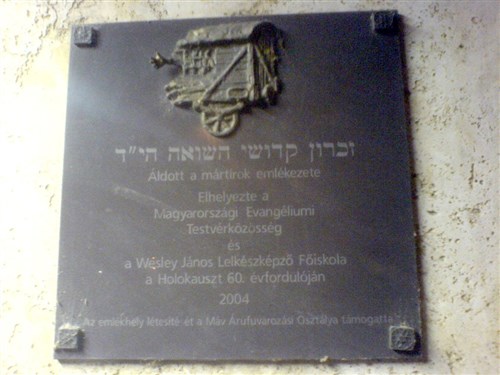 זכרון קדושי השואה הי"ד
Áldott a mártírok emlékezete
Elhelyezte a
Magyarországi Evangéliumi
Testvérközösség
és
a Wesley János Lelkészképző Főiskola
a Holokauszt 60. évfordulóján
2004
Az emlékhely létesítését a Máv Árufuvarozási Osztálya támogatta